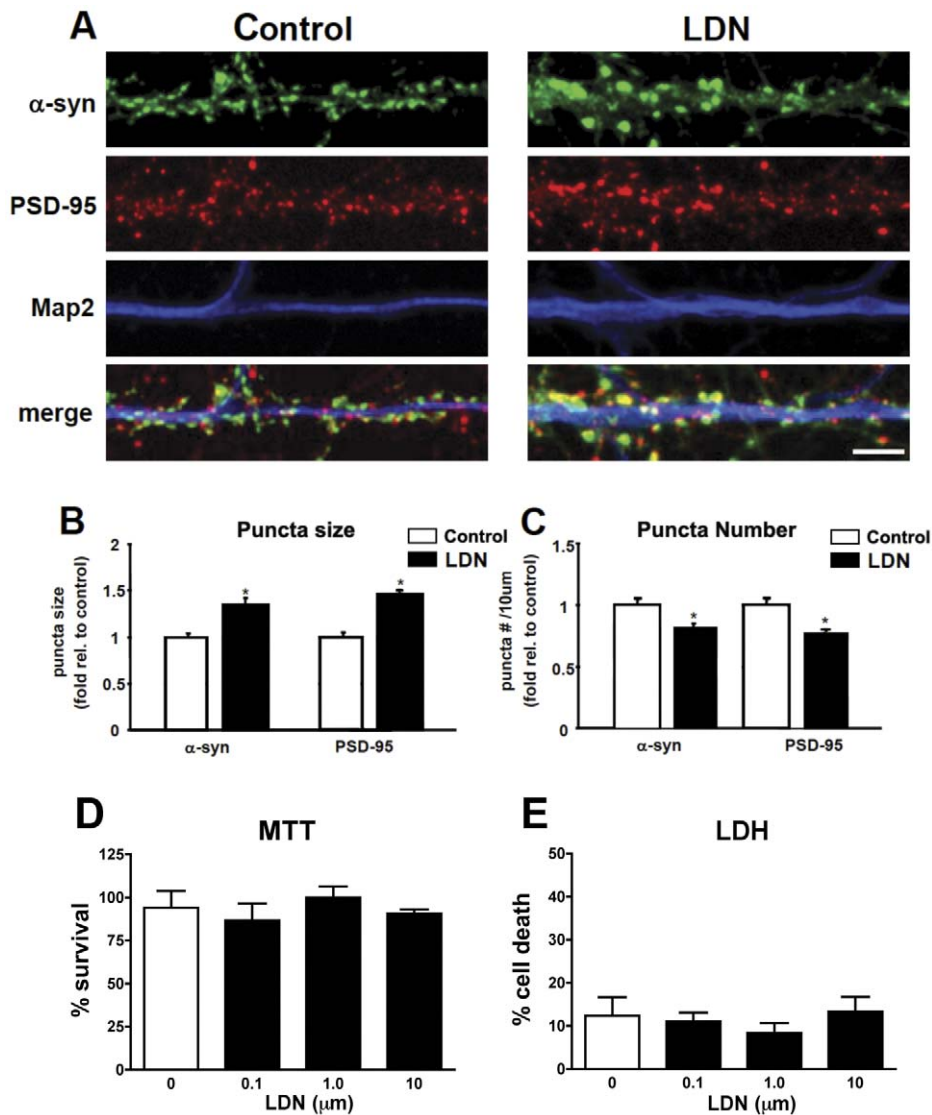 A
Control
LDN
α-syn
PSD-95
Map2
merge
B
Puncta size
Control
LDN
puncta size
(fold rel. to control)
2
1.5
1
0.5
0
*
*
α-syn
PSD-95
C
Puncta Number
Control
LDN
puncta # /10um
(fold rel. to control)
1.5
1
0.5
0
*
*
α-syn
PSD-95
D
MTT
% survival
125
100
75
50
25
0
0
0.1
1.0
10
LDN (μm)
E
LDH
% cell death
50
40
30
20
10
0
0
0.1
1.0
10
LDN (μm)